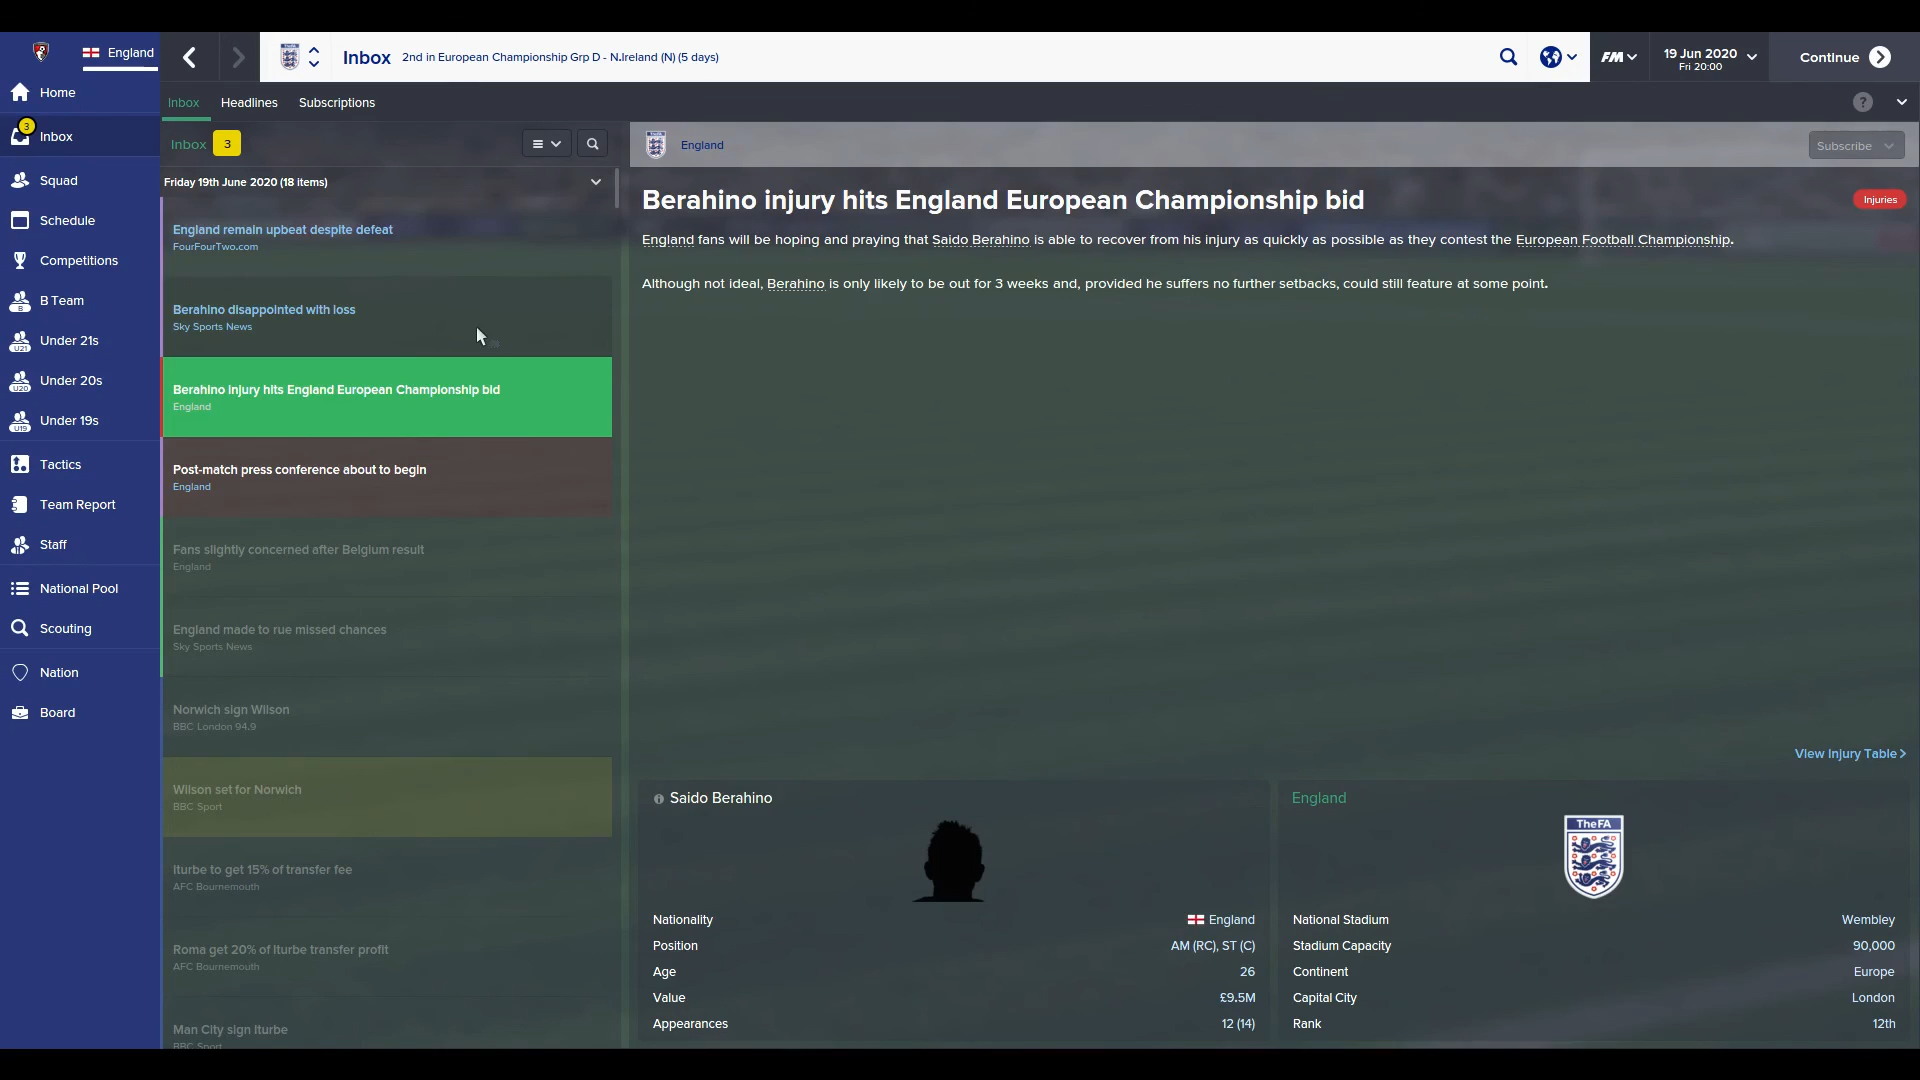 England
Inbox
2nd in European Championship Grp D - N.Ireland (N) (5 days)
FM
19 Jun 2020
Fri 20:00
Continue
Home
3
Inbox
Squad
Schedule
Competitions
B
B Team
U21
Under 21s
U20
Under 20s
U19
Under 19s
Tactics
Team Report
Staff
National Pool
Scouting
Nation
Board
Inbox
Headlines
Subscriptions
?
Inbox
3
Friday 19th June 2020 (18 items)
England remain upbeat despite defeat
FourFourTwo.com
Berahino disappointed with loss
Sky Sports News
Berahino injury hits England European Championship bid
England
Post-match press conference about to begin
England
Fans slightly concerned after Belgium result
England
England made to rue missed chances
Sky Sports News
Norwich sign Wilson
BBC London 94.9
Wilson set for Norwich
BBC Sport
Iturbe to get 15% of transfer fee
AFC Bournemouth
Roma get 20% of Iturbe transfer profit
AFC Bournemouth
Man City sign Iturbe
BBC Sport
England
Subscribe
Berahino injury hits England European Championship bid
Injuries
England fans will be hoping and praying that Saido Berahino is able to recover from his injury as quickly as possible as they contest the European Football Championship.
Although not ideal, Berahino is only likely to be out for 3 weeks and, provided he suffers no further setbacks, could still feature at some point.
View Injury Table
Saido Berahino
Nationality England
Position AM (RC), ST (C)
Age 26
Value £9.5M
Appearances 12 (14)
England
TheFA
National Stadium Wembley
Stadium Capacity 90,000
Continent Europe
Capital City London
Rank 12th